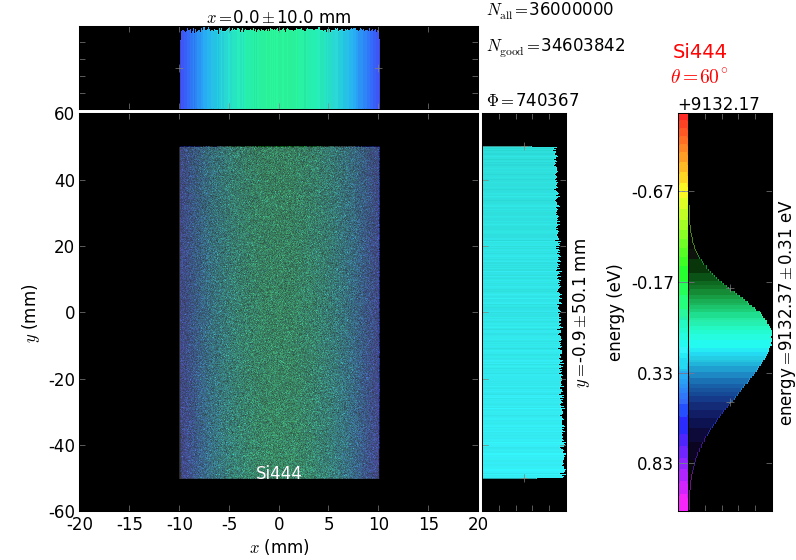 x=0.0±10.0 mm
N_all=36000000
N_good=34603842
Φ=740367
Si444
θ=60°
+9132.17
60
40
20
0
-20
-40
-60
y (mm)
Si444
-20
-15
-10
-5
0
5
10
15
20
x (mm)
y=-0.9±50.1 mm
energy (eV)
-0.67
-0.17
0.33
0.83
energy=9132.37±0.31 eV